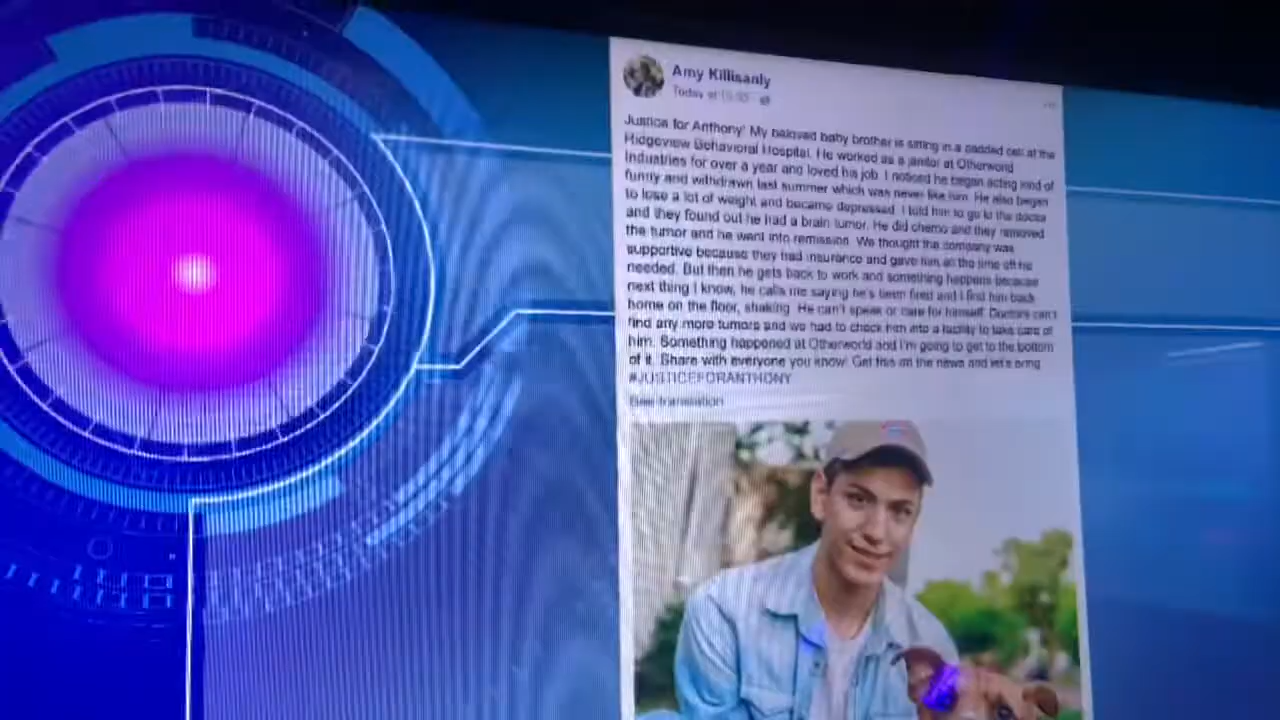 Amy Killisanly
Today at
Justice for Anthony! My beloved baby brother is sitting in a padded cell at the
Ridgeview Behavioral Hospital. He worked as a janitor at Otherworld
Industries for over a year and loved his job. I noticed he began acting kind of
funny and withdrawn last summer which was never like him. He also began
to lose a lot of weight and became depressed. I told him to go to the doctor
and they found out he had a brain tumor. He did chemo and they removed
the tumor and he went into remission. We thought the company was
supportive because they had insurance and gave him all the time off he
needed. But then he gets back to work and something happens because
next thing I know, he calls me saying he's been fired and I find him back
home on the floor, shaking. He can't speak or care for himself. Doctors can't
find any more tumors and we had to check him into a facility to take care of
him. Something happened at Otherworld and I'm going to get to the bottom
of it. Share with everyone you know! Get this on the news and let's bring
#JUSTICEFORANTHONY
See translation